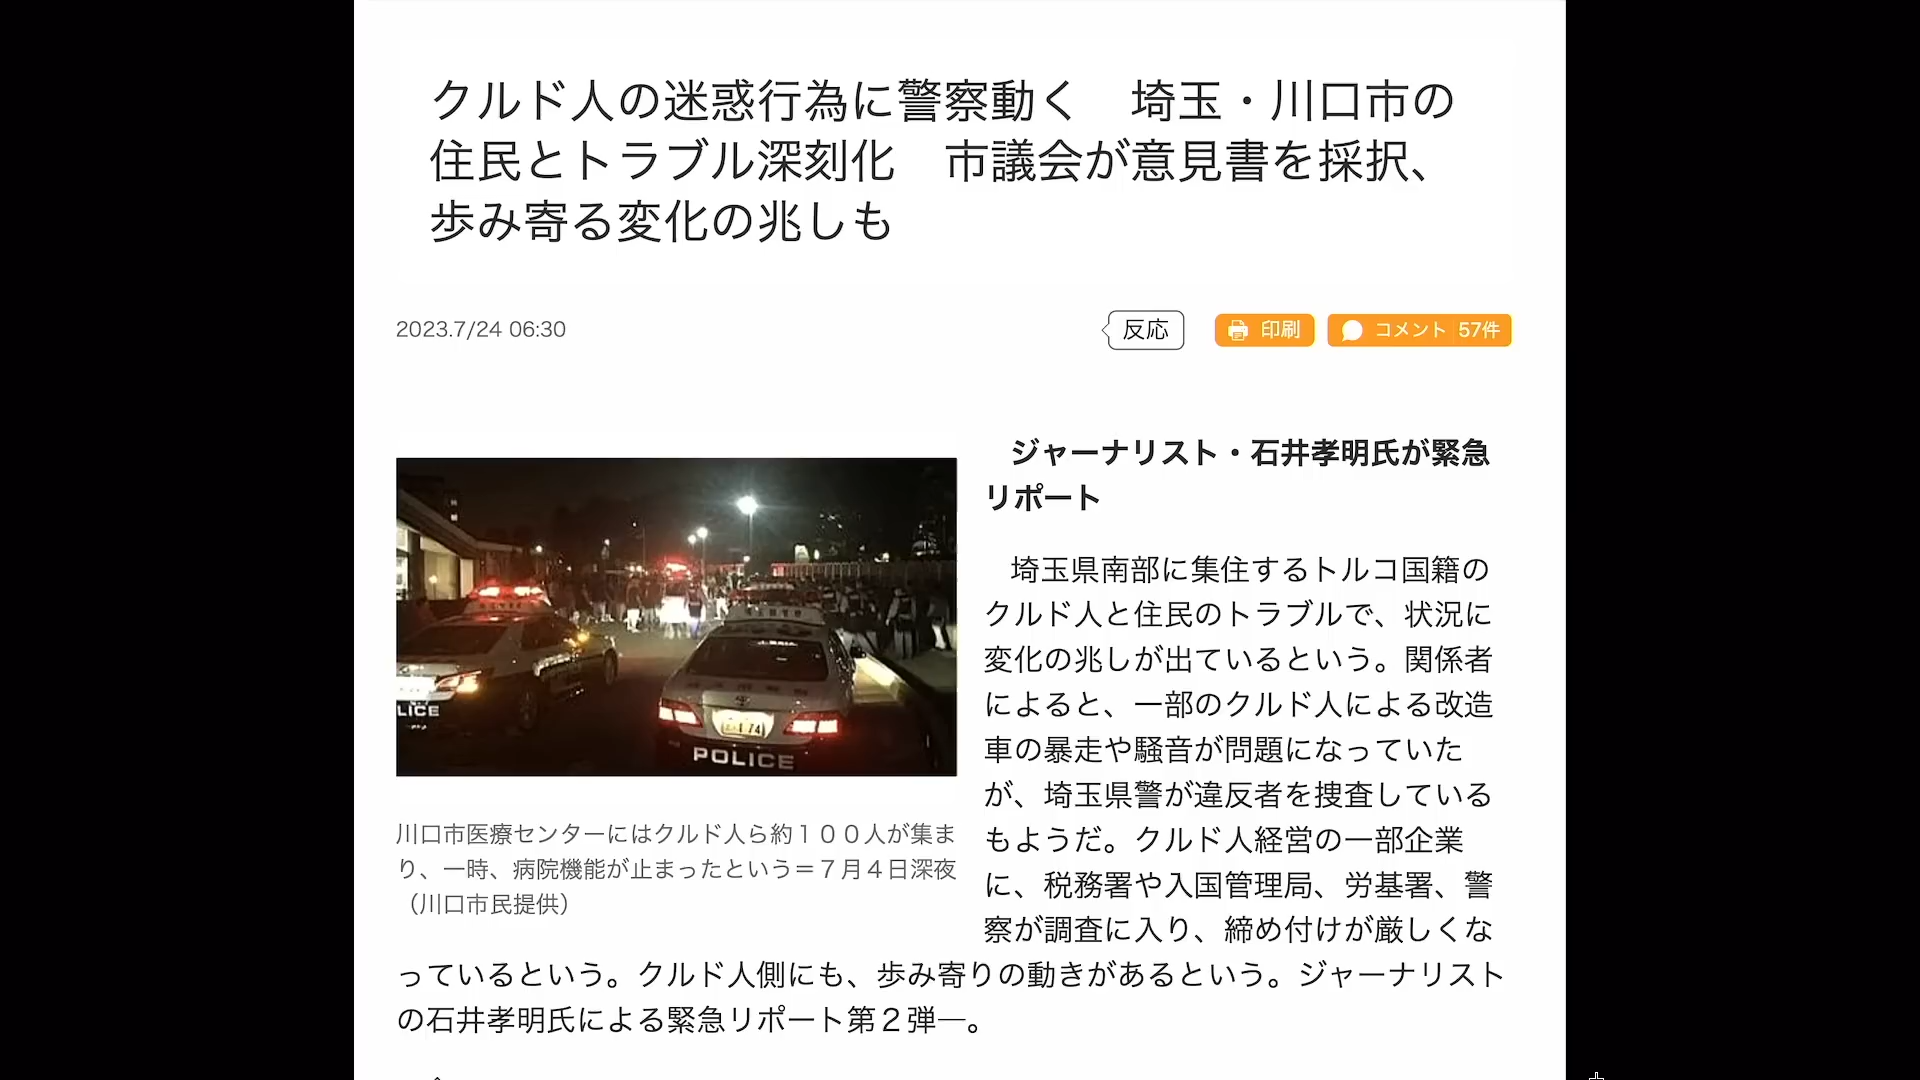 クルド人の迷惑行為に警察動く　埼玉・川口市の
住民とトラブル深刻化　市議会が意見書を採択、
歩み寄る変化の兆しも
2023.7/24 06:30
反応
印刷
コメント 57件
ジャーナリスト・石井孝明氏が緊急
リポート
埼玉県南部に集住するトルコ国籍の
クルド人と住民のトラブルで、状況に
変化の兆しが出ているという。関係者
によると、一部のクルド人による改造
車の暴走や騒音が問題になっていた
が、埼玉県警が違反者を捜査している
もようだ。クルド人経営の一部企業
に、税務署や入国管理局、労基署、警
察が調査に入り、締め付けが厳しくな
っているという。クルド人側にも、歩み寄りの動きがあるという。ジャーナリスト
の石井孝明氏による緊急リポート第２弾―。
LICE
POLICE
川口市医療センターにはクルド人ら約１００人が集ま
り、一時、病院機能が止まったという＝７月４日深夜
（川口市民提供）